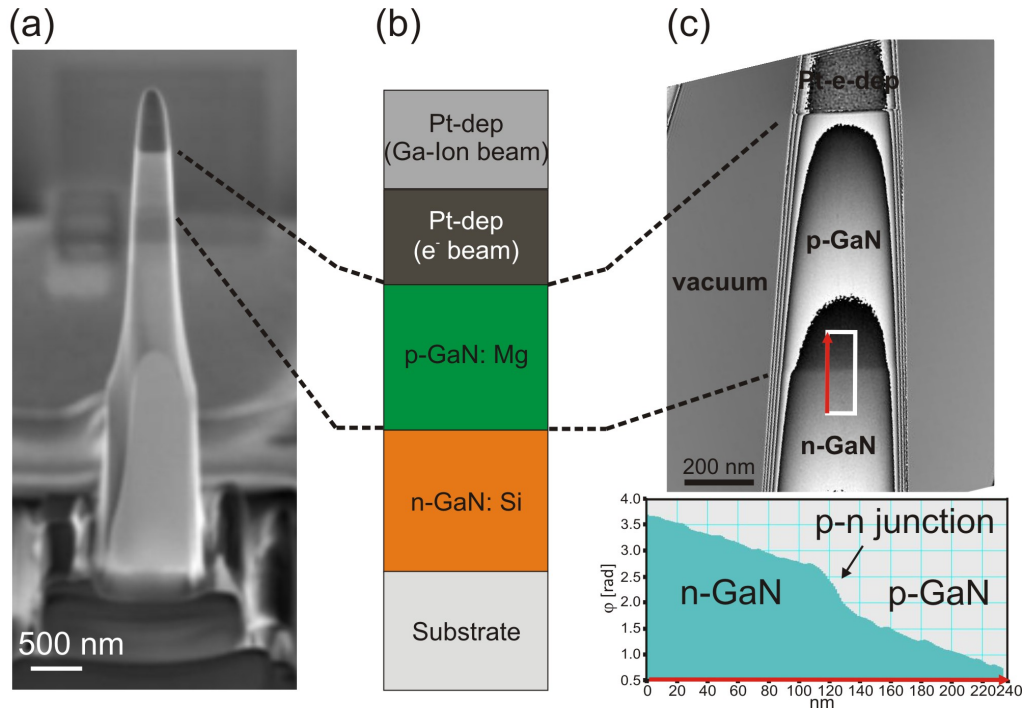 (a)
500 nm
(b)
Pt-dep
(Ga-Ion beam)
Pt-dep
(e⁻ beam)
p-GaN: Mg
n-GaN: Si
Substrate
(c)
Pt-e-dep
p-GaN
vacuum
n-GaN
200 nm
4.0
3.5
3.0
2.5
2.0
1.5
1.0
0.5
φ [rad]
p-n junction
n-GaN
p-GaN
0 20 40 60 80 100 120 140 160 180 200 220 240
nm